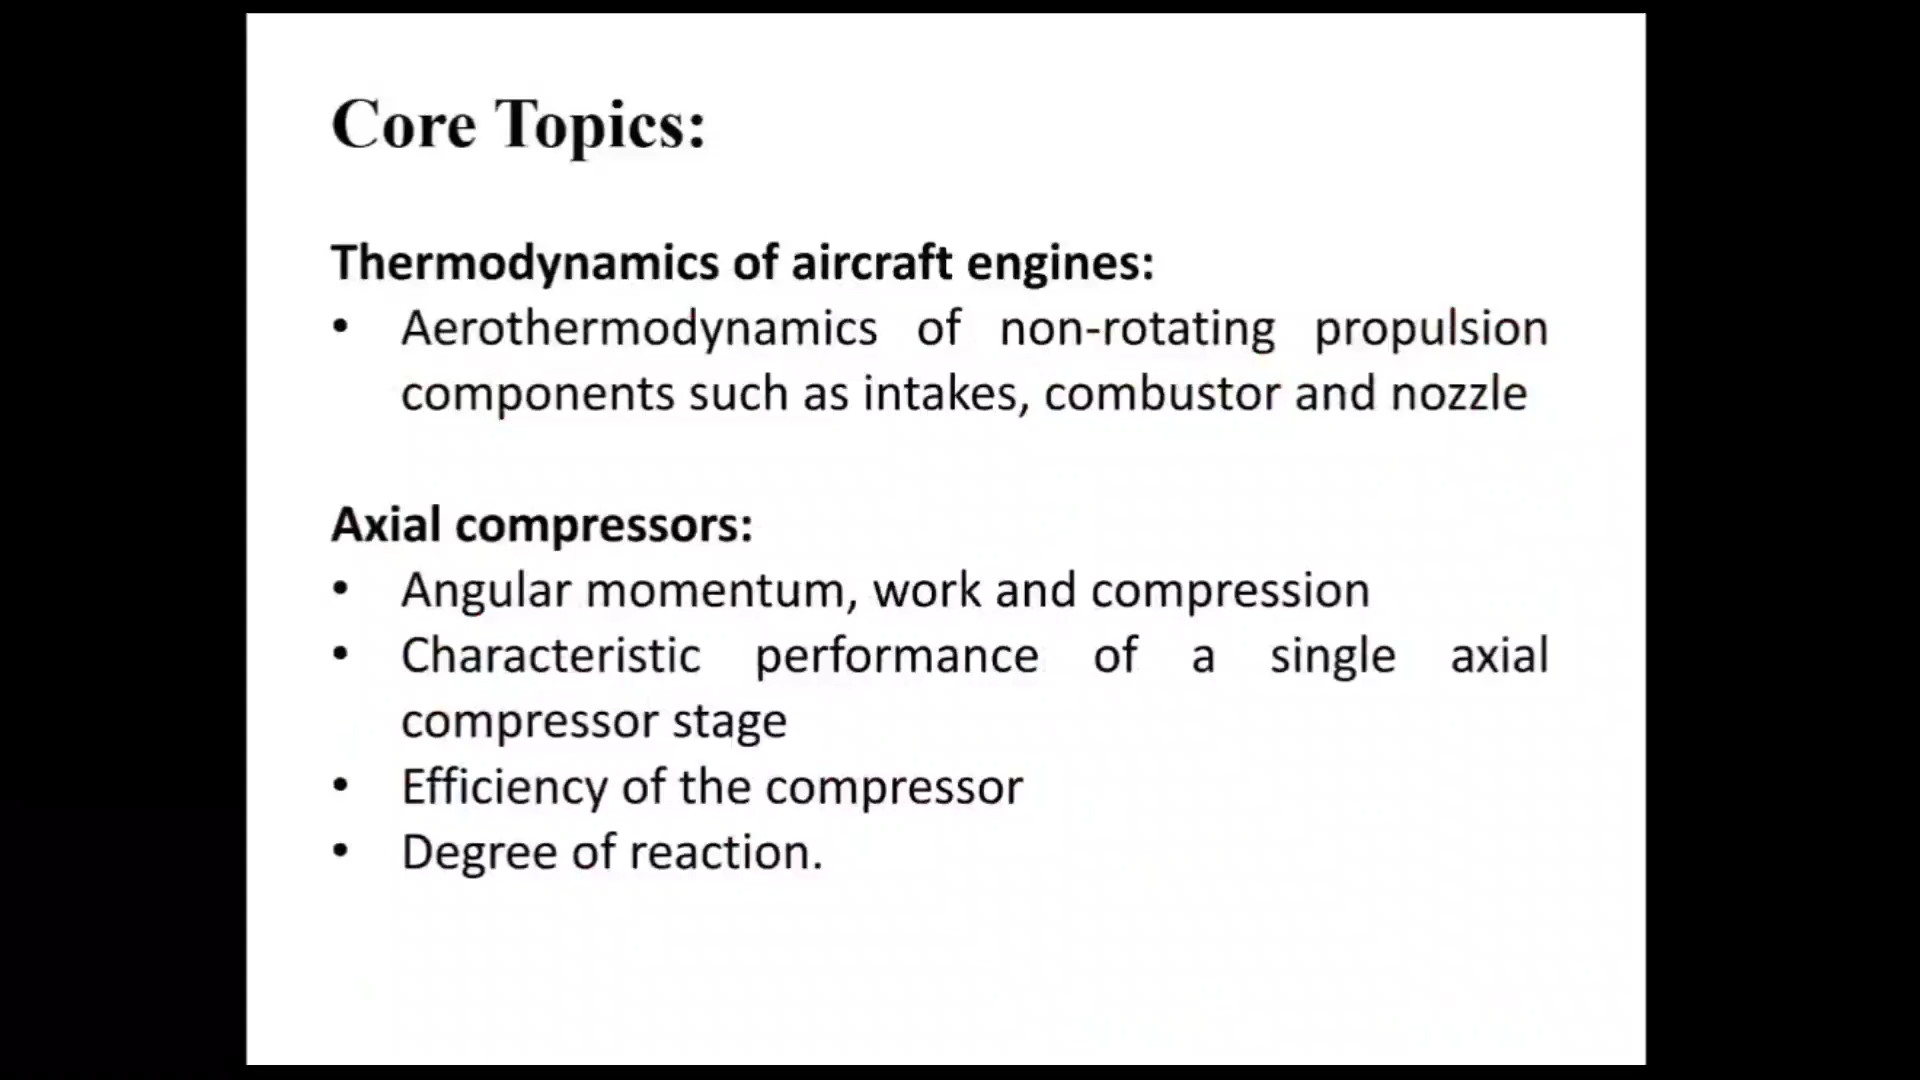 Core Topics:
Thermodynamics of aircraft engines:
• Aerothermodynamics of non-rotating propulsion
components such as intakes, combustor and nozzle
Axial compressors:
• Angular momentum, work and compression
• Characteristic performance of a single axial
compressor stage
• Efficiency of the compressor
• Degree of reaction.